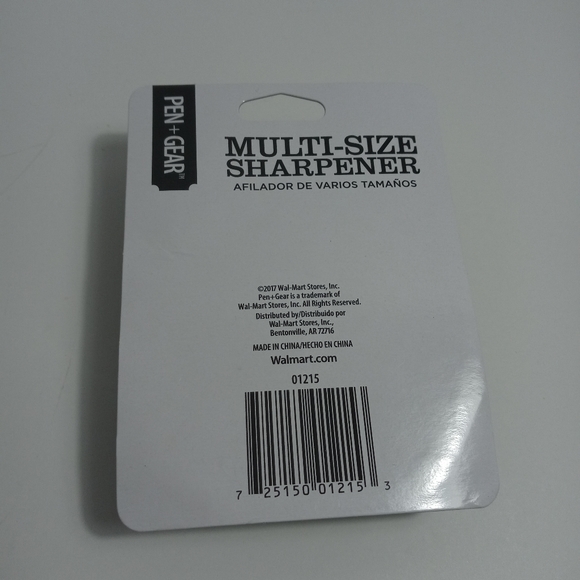 PEN+GEAR™
MULTI-SIZE
SHARPENER
AFILADOR DE VARIOS TAMAÑOS
©2017 Wal-Mart Stores, Inc.
Pen+Gear is a trademark of
Wal-Mart Stores, Inc. All Rights Reserved.
Distributed by/Distribuido por
Wal-Mart Stores, Inc.,
Bentonville, AR 72716
MADE IN CHINA/HECHO EN CHINA
Walmart.com
01215
7 25150 01215 3